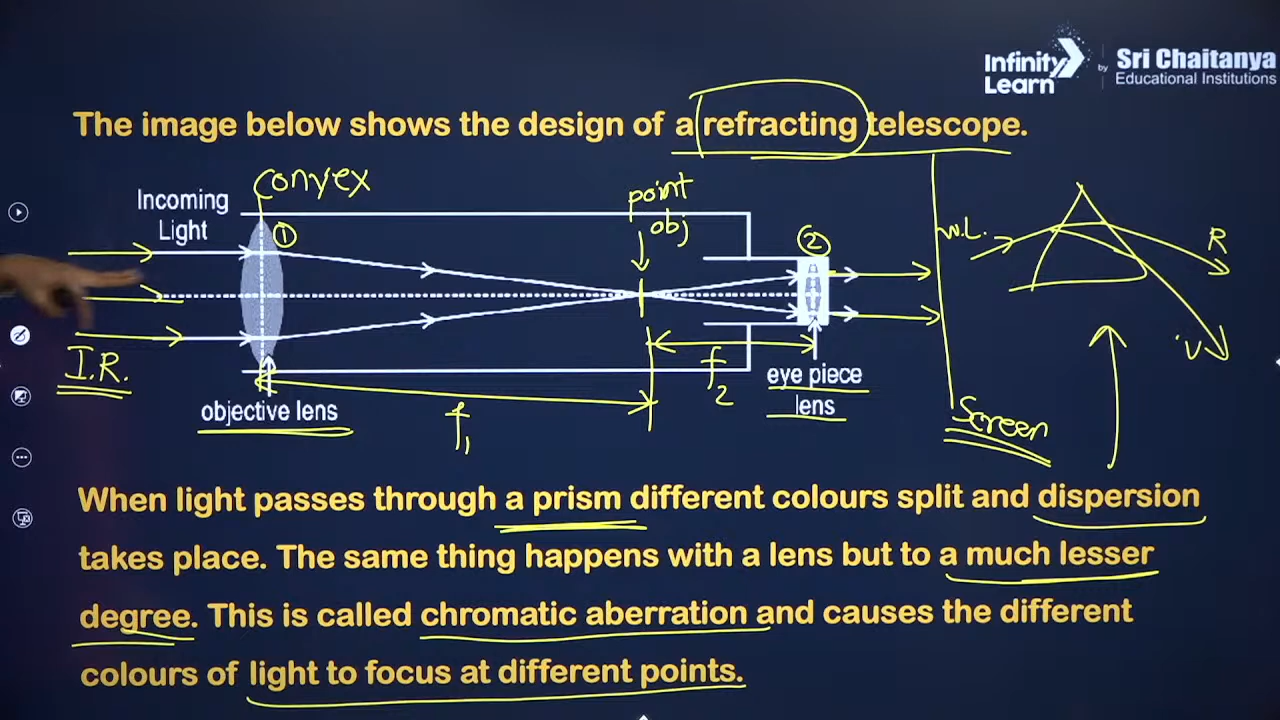 Infinity Learn by Sri Chaitanya Educational Institutions
The image below shows the design of a refracting telescope.
Convex
Incoming Light
①
point obj
②
W.L.
R
V
I.R.
objective lens
f1
f2
eye piece lens
Screen
When light passes through a prism different colours split and dispersion
takes place. The same thing happens with a lens but to a much lesser
degree. This is called chromatic aberration and causes the different
colours of light to focus at different points.